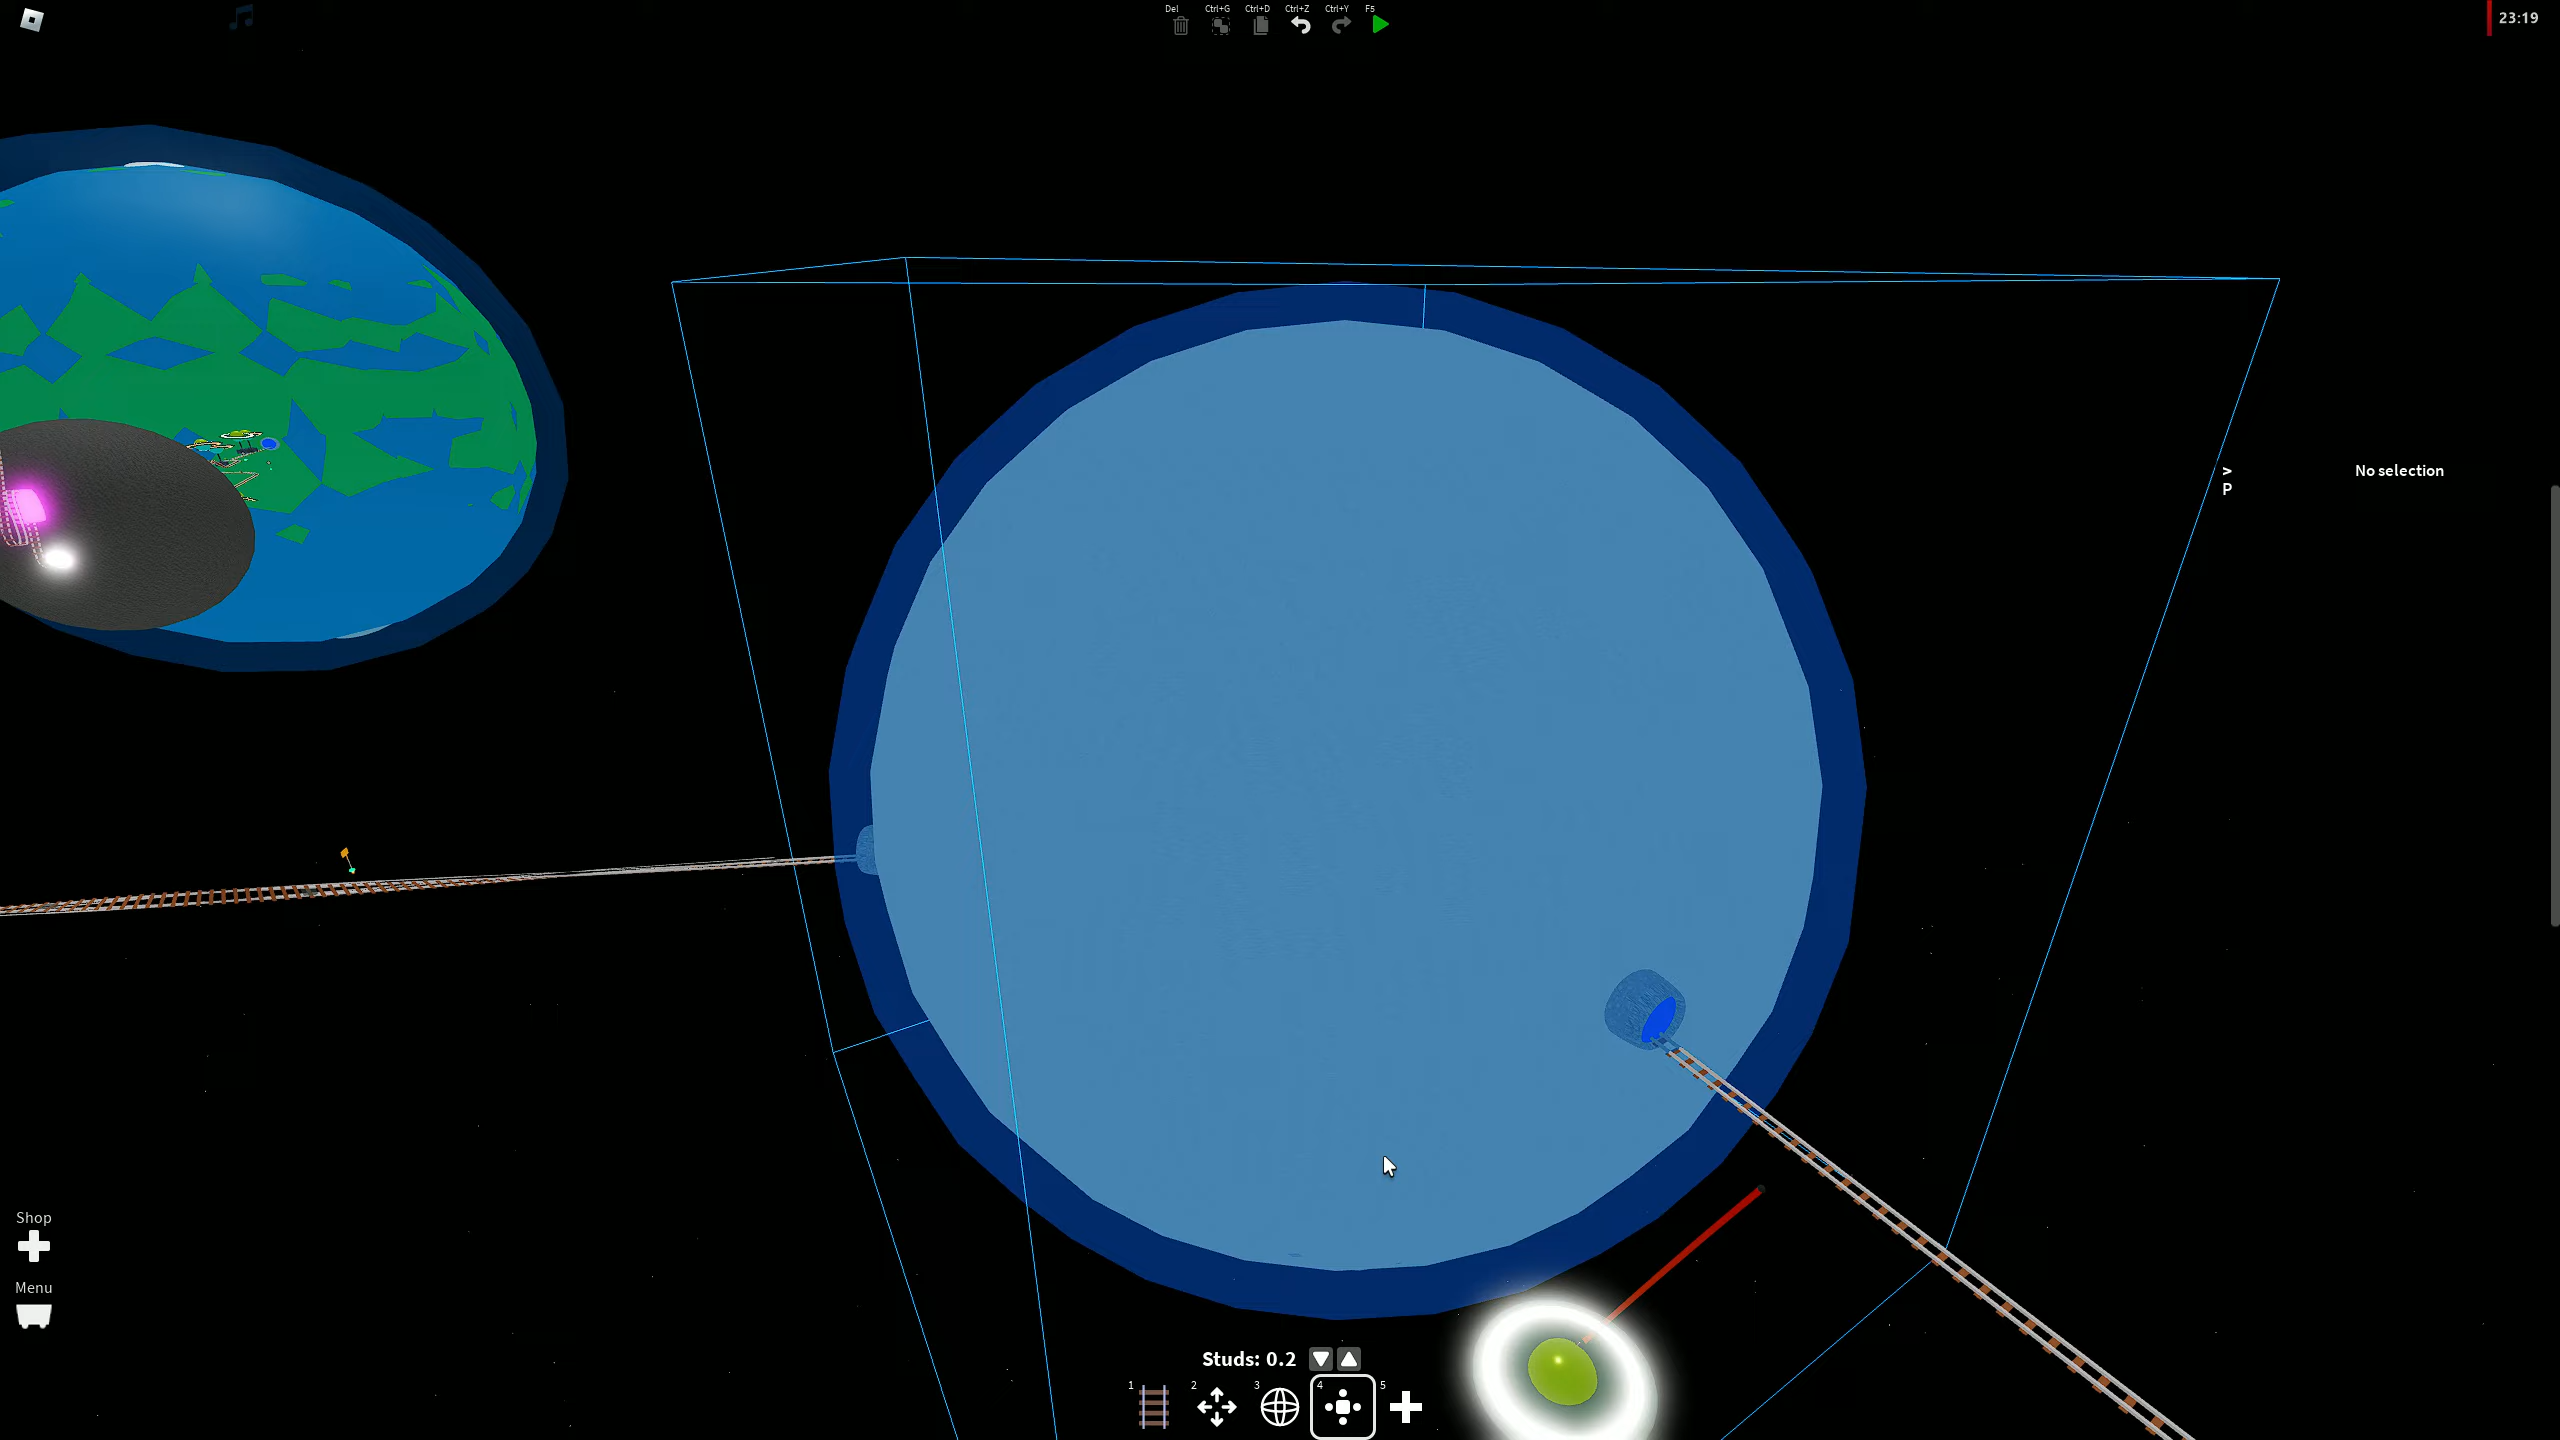 Del Ctrl+G Ctrl+D Ctrl+Z Ctrl+Y F5
23:19
>
P
No selection
Shop
Menu
Studs: 0.2
1 2 3 4 5